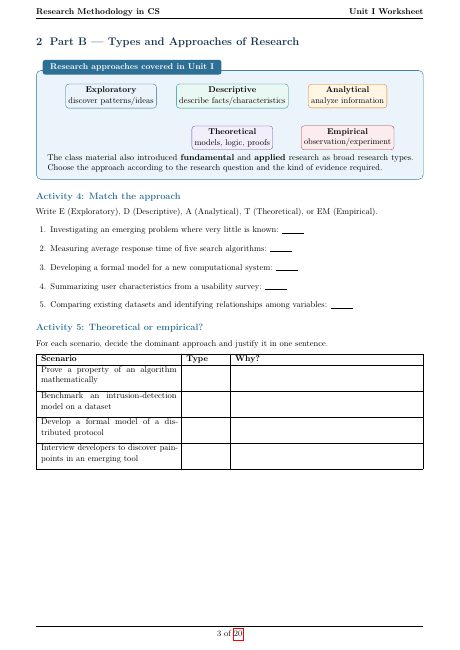 Research Methodology in CS Unit I Worksheet
2 Part B — Types and Approaches of Research
Research approaches covered in Unit I
Exploratory Descriptive Analytical
discover patterns/ideas describe facts/characteristics analyze information
Theoretical Empirical
models, logic, proofs observation/experiment
The class material also introduced fundamental and applied research as broad research types.
Choose the approach according to the research question and the kind of evidence required.
Activity 4: Match the approach
Write E (Exploratory), D (Descriptive), A (Analytical), T (Theoretical), or EM (Empirical).
1. Investigating an emerging problem where very little is known:
2. Measuring average response time of five search algorithms:
3. Developing a formal model for a new computational system:
4. Summarizing user characteristics from a usability survey:
5. Comparing existing datasets and identifying relationships among variables:
Activity 5: Theoretical or empirical?
For each scenario, decide the dominant approach and justify it in one sentence.
Scenario Type Why?
Prove a property of an algorithm
mathematically
Benchmark an intrusion-detection
model on a dataset
Develop a formal model of a dis-
tributed protocol
Interview developers to discover pain-
points in an emerging tool
3 of 20